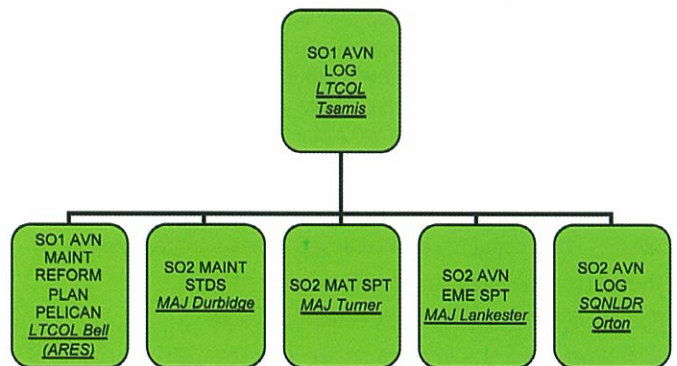 SO1 AVN
LOG
LTCOL
Tsamis
SO1 AVN
MAINT
REFORM
PLAN
PELICAN
LTCOL Bell
(ARES)
SO2 MAINT
STDS
MAJ Durbidge
SO2 MAT SPT
MAJ Turner
SO2 AVN
EME SPT
MAJ Lankester
SO2 AVN
LOG
SQNLDR
Orton